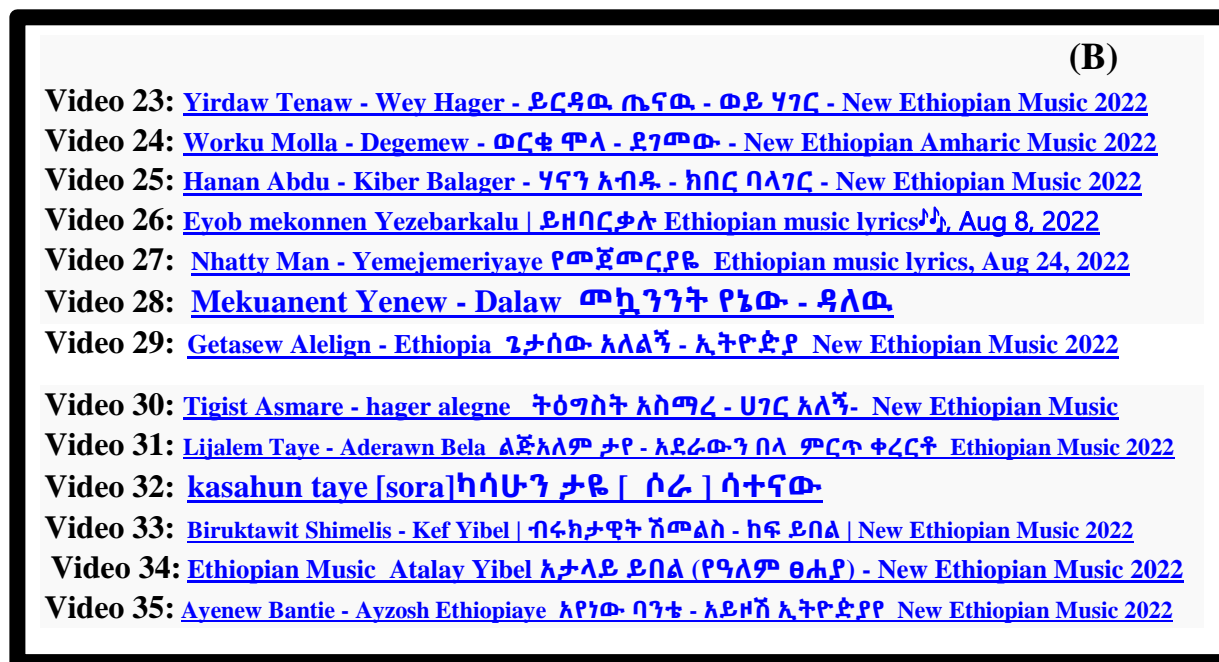 (B)
Video 23: Yirdaw Tenaw - Wey Hager - ይርዳዉ ጤናዉ - ወይ ሃገር - New Ethiopian Music 2022
Video 24: Worku Molla - Degemew - ወርቁ ሞላ - ደገመው - New Ethiopian Amharic Music 2022
Video 25: Hanan Abdu - Kiber Balager - ሃናን አብዱ - ክበር ባላገር - New Ethiopian Music 2022
Video 26: Eyob mekonnen Yezebarkalu | ይዘባርቃሉ Ethiopian music lyrics🎶, Aug 8, 2022
Video 27: Nhatty Man - Yemejemeriyaye የመጀመርያዬ Ethiopian music lyrics, Aug 24, 2022
Video 28: Mekuanent Yenew - Dalaw መኳንንት የኔው - ዳለዉ
Video 29: Getasew Alelign - Ethiopia ጌታሰው አለልኝ - ኢትዮዽያ New Ethiopian Music 2022
Video 30: Tigist Asmare - hager alegne ትዕግስት አስማረ - ሀገር አለኝ- New Ethiopian Music
Video 31: Lijalem Taye - Aderawn Bela ልጅአለም ታየ - አደራውን በላ ምርጥ ቀረርቶ Ethiopian Music 2022
Video 32: kasahun taye [sora]ካሳሁን ታዬ [ ሶራ ] ሳተናው
Video 33: Biruktawit Shimelis - Kef Yibel | ብሩክታዊት ሽመልስ - ከፍ ይበል | New Ethiopian Music 2022
Video 34: Ethiopian Music Atalay Yibel አታላይ ይበል (የዓለም ፀሐያ) - New Ethiopian Music 2022
Video 35: Ayenew Bantie - Ayzosh Ethiopiaye አየነው ባንቴ - አይዞሽ ኢትዮዽያየ New Ethiopian Music 2022